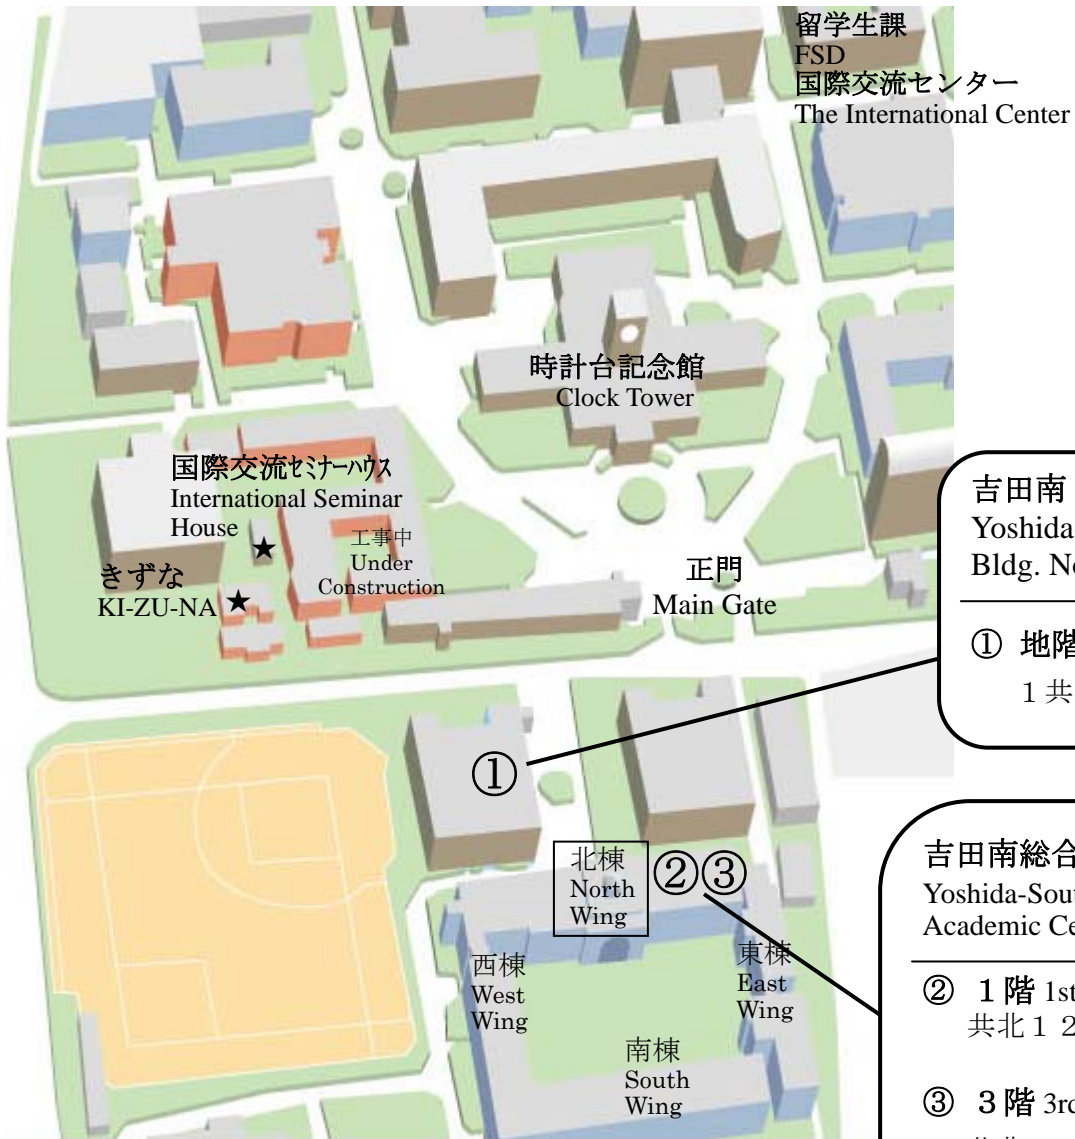 留学生課
FSD
国際交流センター
The International Center
時計台記念館
Clock Tower
国際交流ｾﾐﾅｰﾊｳｽ
International Seminar
House
★
工事中
Under
Construction
きずな
KI-ZU-NA
★
正門
Main Gate
吉田南
Yoshida
Bldg.
① 地階
１共
①
北棟
North
Wing
②③
西棟
West
Wing
東棟
East
Wing
南棟
South
Wing
吉田南総合
Yoshida-Sout
Academic Ce
② １階 1st
共北１２
③ ３階 3rd